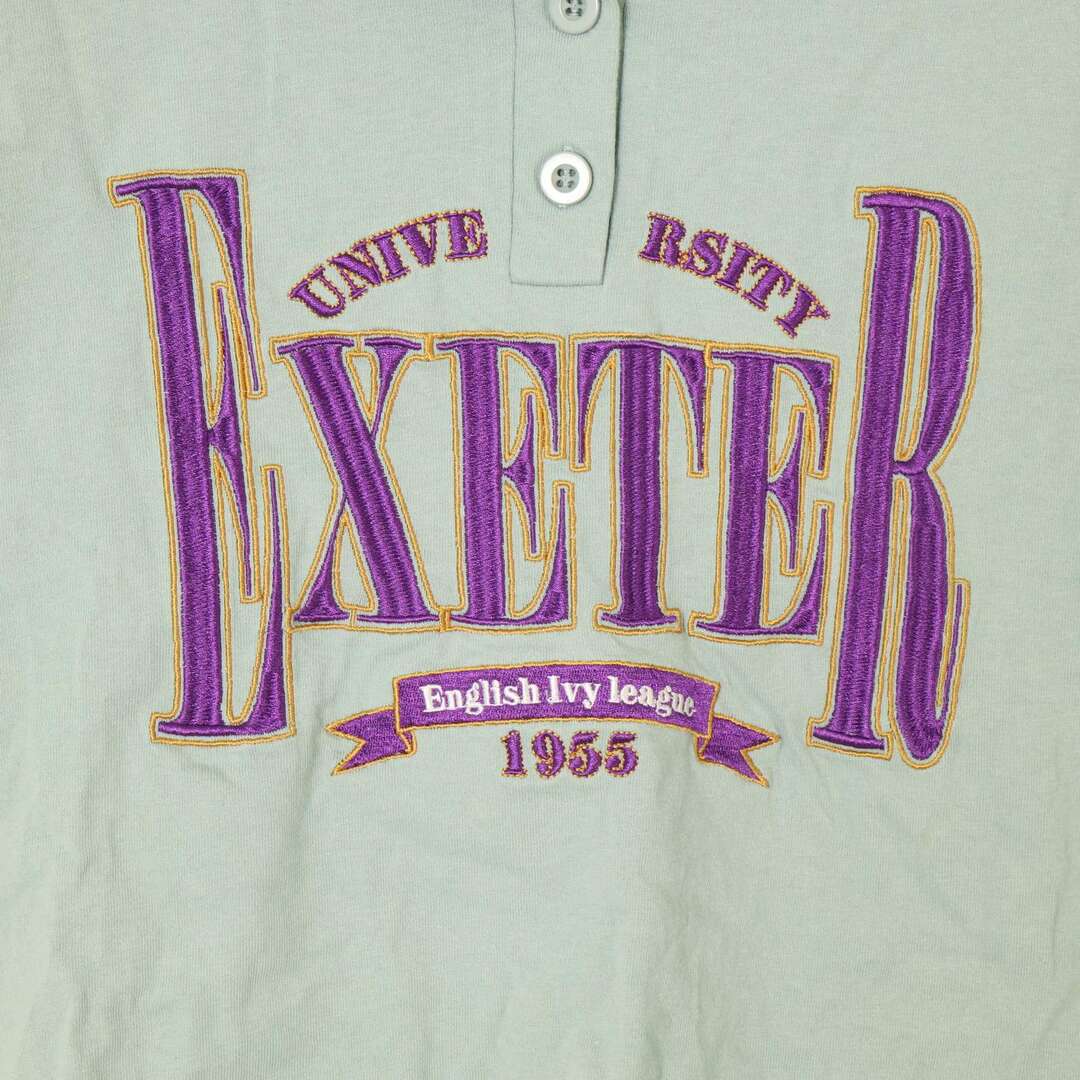 UNIVE RSITY
EXETER
English Ivy league
1955